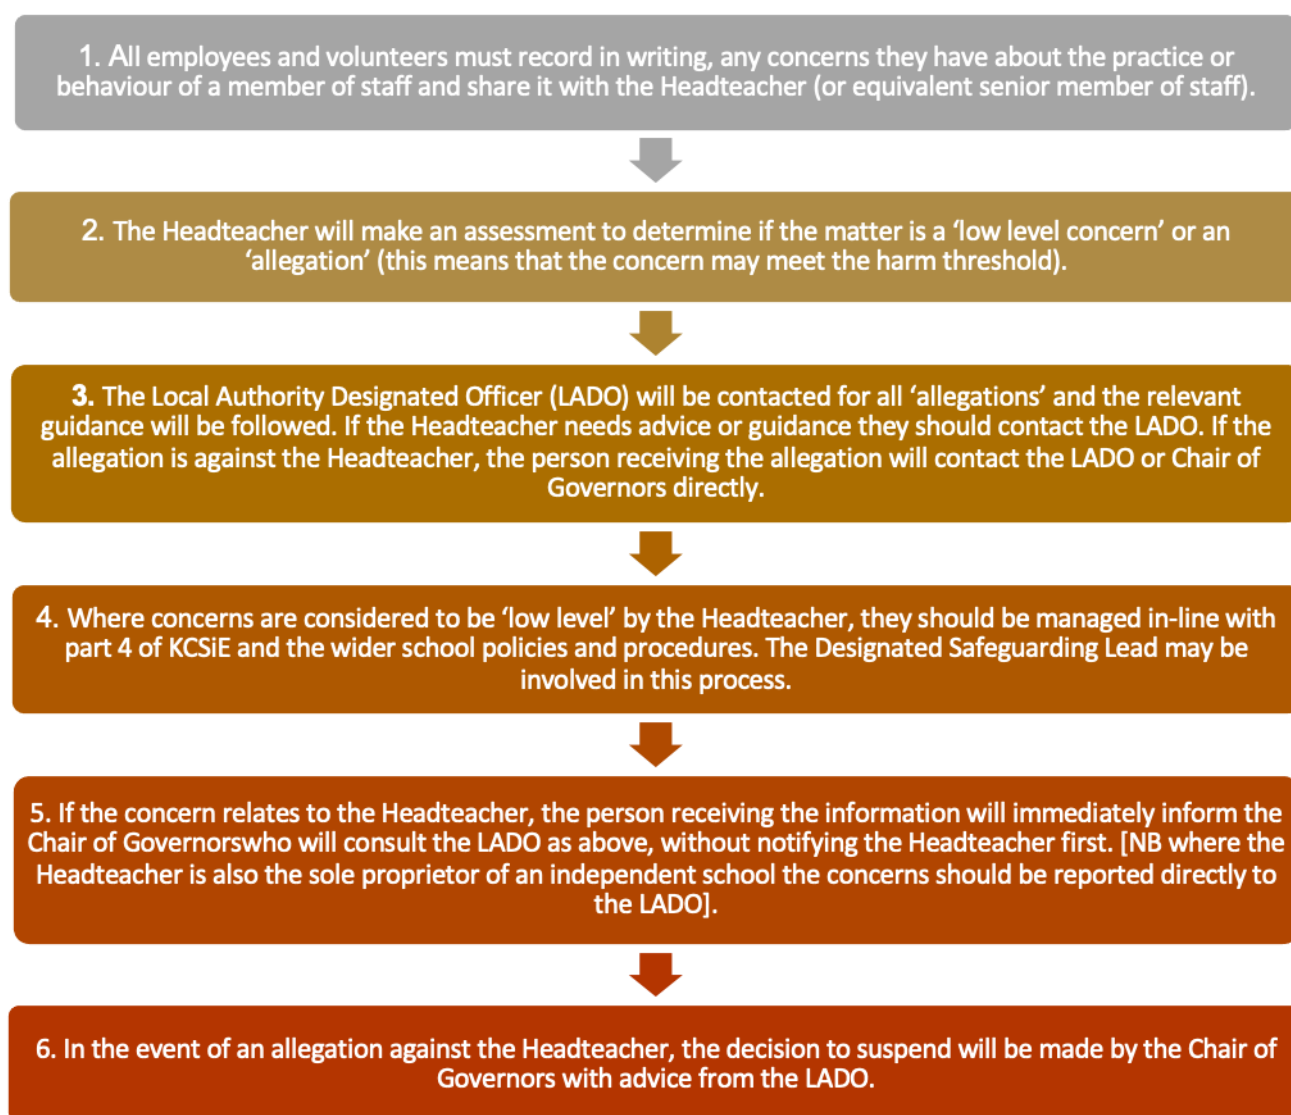 1. All employees and volunteers must record in writing, any concerns they have about the practice or
behaviour of a member of staff and share it with the Headteacher (or equivalent senior member of staff).
2. The Headteacher will make an assessment to determine if the matter is a ‘low level concern’ or an
‘allegation’ (this means that the concern may meet the harm threshold).
3. The Local Authority Designated Officer (LADO) will be contacted for all ‘allegations’ and the relevant
guidance will be followed. If the Headteacher needs advice or guidance they should contact the LADO. If the
allegation is against the Headteacher, the person receiving the allegation will contact the LADO or Chair of
Governors directly.
4. Where concerns are considered to be ‘low level’ by the Headteacher, they should be managed in-line with
part 4 of KCSiE and the wider school policies and procedures. The Designated Safeguarding Lead may be
involved in this process.
5. If the concern relates to the Headteacher, the person receiving the information will immediately inform the
Chair of Governorswho will consult the LADO as above, without notifying the Headteacher first. [NB where the
Headteacher is also the sole proprietor of an independent school the concerns should be reported directly to
the LADO].
6. In the event of an allegation against the Headteacher, the decision to suspend will be made by the Chair of
Governors with advice from the LADO.